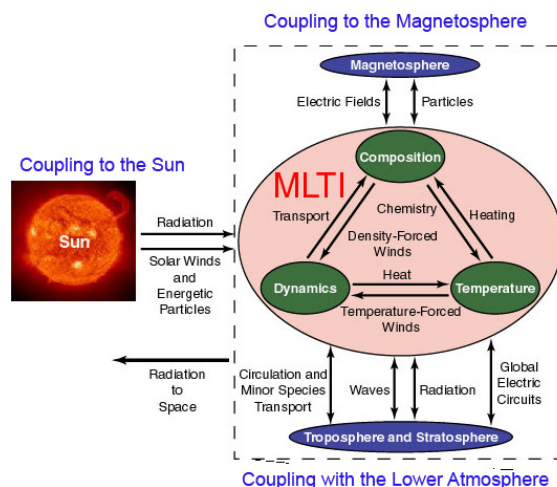 Coupling to the Magnetosphere
Magnetosphere
Electric Fields
Particles
Coupling to the Sun
Sun
Radiation
Solar Winds
and
Energetic
Particles
Radiation
to
Space
MLTI
Composition
Transport
Chemistry
Heating
Density-Forced
Winds
Dynamics
Heat
Temperature
Temperature-Forced
Winds
Circulation and
Minor Species
Transport
Waves
Radiation
Global
Electric
Circuits
Troposphere and Stratosphere
Coupling with the Lower Atmosphere